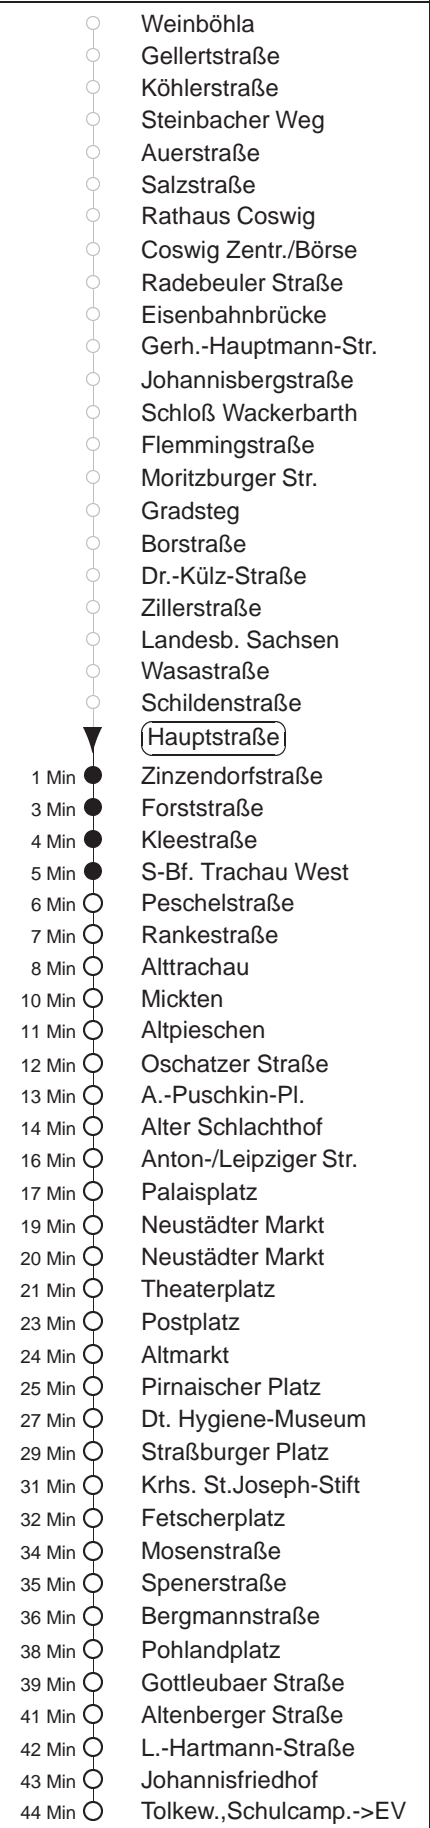 Weinböhla
Gellertstraße
Köhlerstraße
Steinbacher Weg
Auerstraße
Salzstraße
Rathaus Coswig
Coswig Zentr./Börse
Radebeuler Straße
Eisenbahnbrücke
Gerh.-Hauptmann-Str.
Johannisbergstraße
Schloß Wackerbarth
Flemmingstraße
Moritzburger Str.
Gradsteg
Borstraße
Dr.-Külz-Straße
Zillerstraße
Landesb. Sachsen
Wasastraße
Schildenstraße
Hauptstraße
1 Min Zinzendorfstraße
3 Min Forststraße
4 Min Kleestraße
5 Min S-Bf. Trachau West
6 Min Peschelstraße
7 Min Rankestraße
8 Min Alttrachau
10 Min Mickten
11 Min Altpieschen
12 Min Oschatzer Straße
13 Min A.-Puschkin-Pl.
14 Min Alter Schlachthof
16 Min Anton-/Leipziger Str.
17 Min Palaisplatz
19 Min Neustädter Markt
20 Min Neustädter Markt
21 Min Theaterplatz
23 Min Postplatz
24 Min Altmarkt
25 Min Pirnaischer Platz
27 Min Dt. Hygiene-Museum
29 Min Straßburger Platz
31 Min Krhs. St.Joseph-Stift
32 Min Fetscherplatz
34 Min Mosenstraße
35 Min Spenerstraße
36 Min Bergmannstraße
38 Min Pohlandplatz
39 Min Gottleubaer Straße
41 Min Altenberger Straße
42 Min L.-Hartmann-Straße
43 Min Johannisfriedhof
44 Min Tolkew.,Schulcamp.->EV